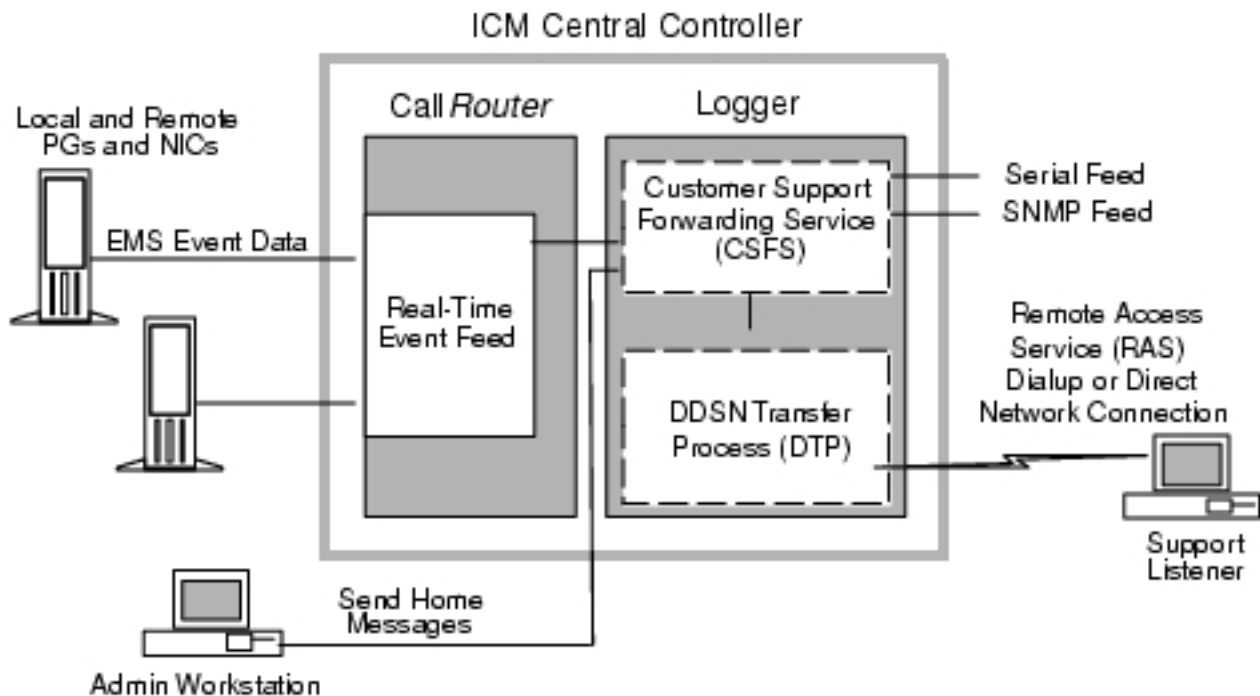 ICM Central Controller
Local and Remote
PGs and NICs
Call Router
Logger
EMS Event Data
Real-Time
Event Feed
Customer Support
Forwarding Service
(CSFS)
Serial Feed
SNMP Feed
DDSN Transfer
Process (DTP)
Remote Access
Service (RAS)
Dialup or Direct
Network Connection
Support
Listener
Send Home
Messages
Admin Workstation